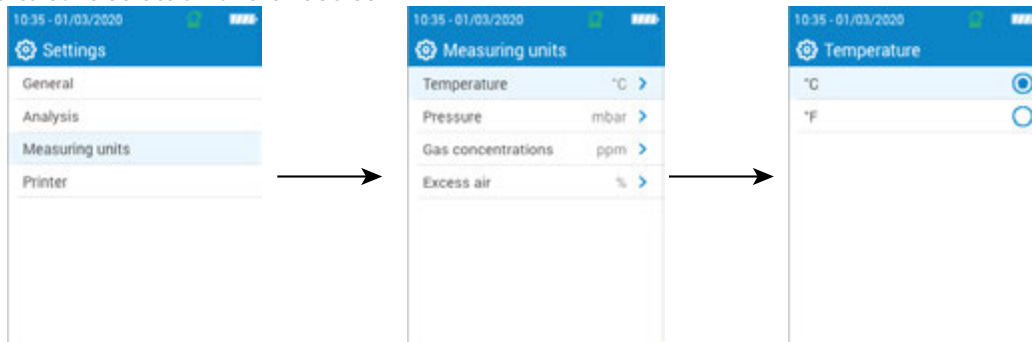 10:35 - 01/03/2020
Settings
General
Analysis
Measuring units
Printer
10:35 - 01/03/2020
Measuring units
Temperature °C
Pressure mbar
Gas concentrations ppm
Excess air %
10:35 - 01/03/2020
Temperature
°C
°F